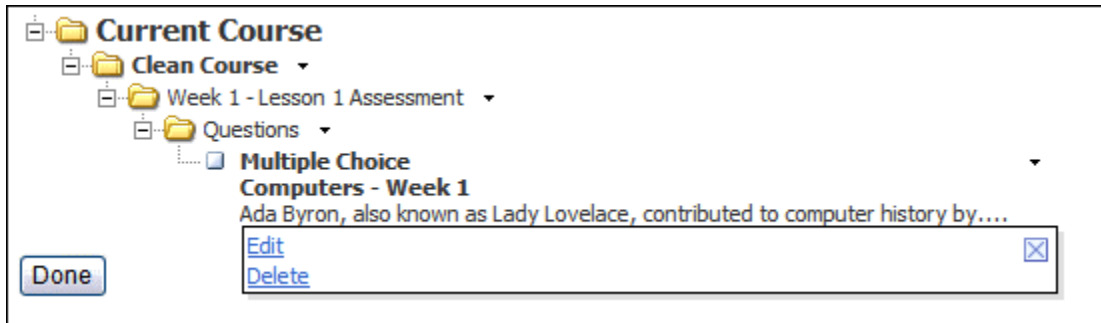 Current Course
Clean Course
Week 1 - Lesson 1 Assessment
Questions
Multiple Choice
Computers - Week 1
Ada Byron, also known as Lady Lovelace, contributed to computer history by....
Edit
Delete
Done